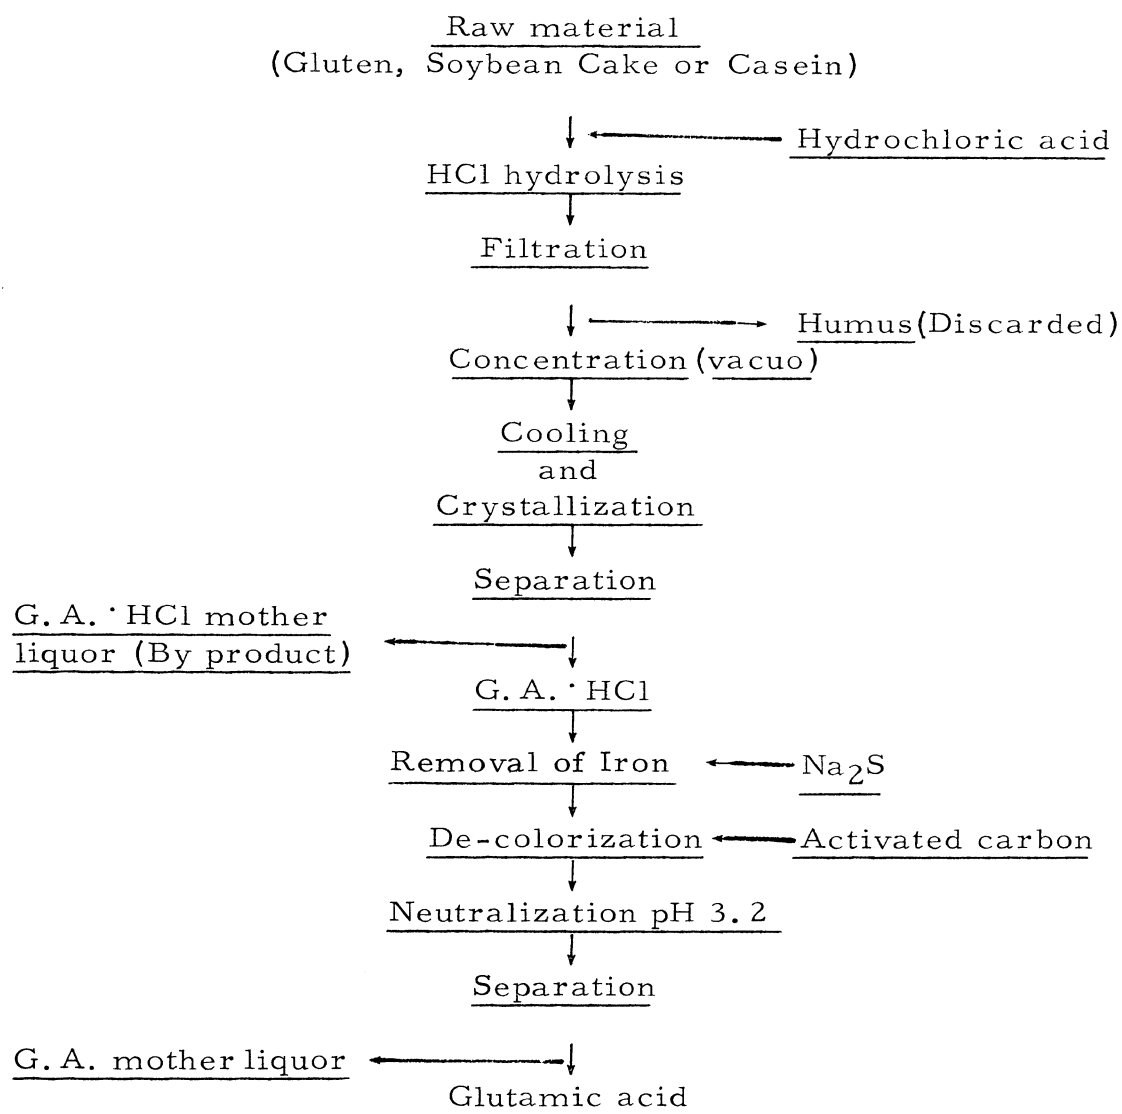 Raw material
(Gluten, Soybean Cake or Casein)
Hydrochloric acid
HCl hydrolysis
Filtration
Humus (Discarded)
Concentration (vacuo)
Cooling
and
Crystallization
Separation
G. A. · HCl mother
liquor (By product)
G. A. · HCl
Removal of Iron
Na₂S
De-colorization
Activated carbon
Neutralization pH 3.2
Separation
G. A. mother liquor
Glutamic acid